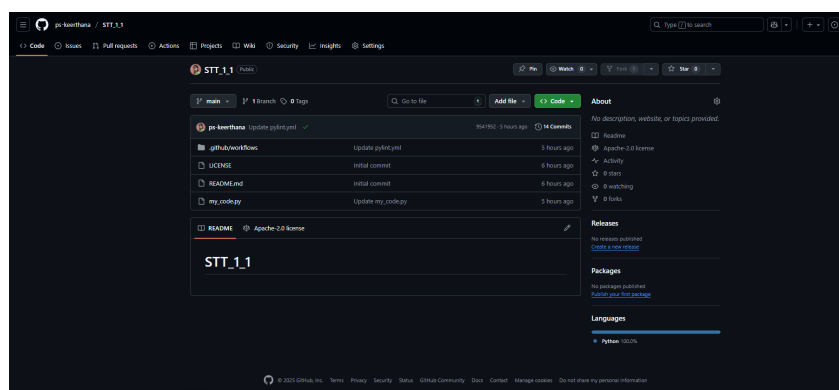 ps-keerthana / STT_1_1 Type / to search
Code Issues Pull requests Actions Projects Wiki Security Insights Settings
STT_1_1 Public Pin Watch 0 Fork 0 Star 0
main 1 Branch 0 Tags Go to file t Add file Code
ps-keerthana Update pylint.yml 9541952 · 5 hours ago 14 Commits
.github/workflows Update pylint.yml 5 hours ago
LICENSE Initial commit 6 hours ago
README.md Initial commit 6 hours ago
my_code.py Update my_code.py 5 hours ago
README Apache-2.0 license
STT_1_1
About
No description, website, or topics provided.
Readme
Apache-2.0 license
Activity
0 stars
0 watching
0 forks
Releases
No releases published
Create a new release
Packages
No packages published
Publish your first package
Languages
Python 100.0%
© 2025 GitHub, Inc. Terms Privacy Security Status GitHub Community Docs Contact Manage cookies Do not share my personal information